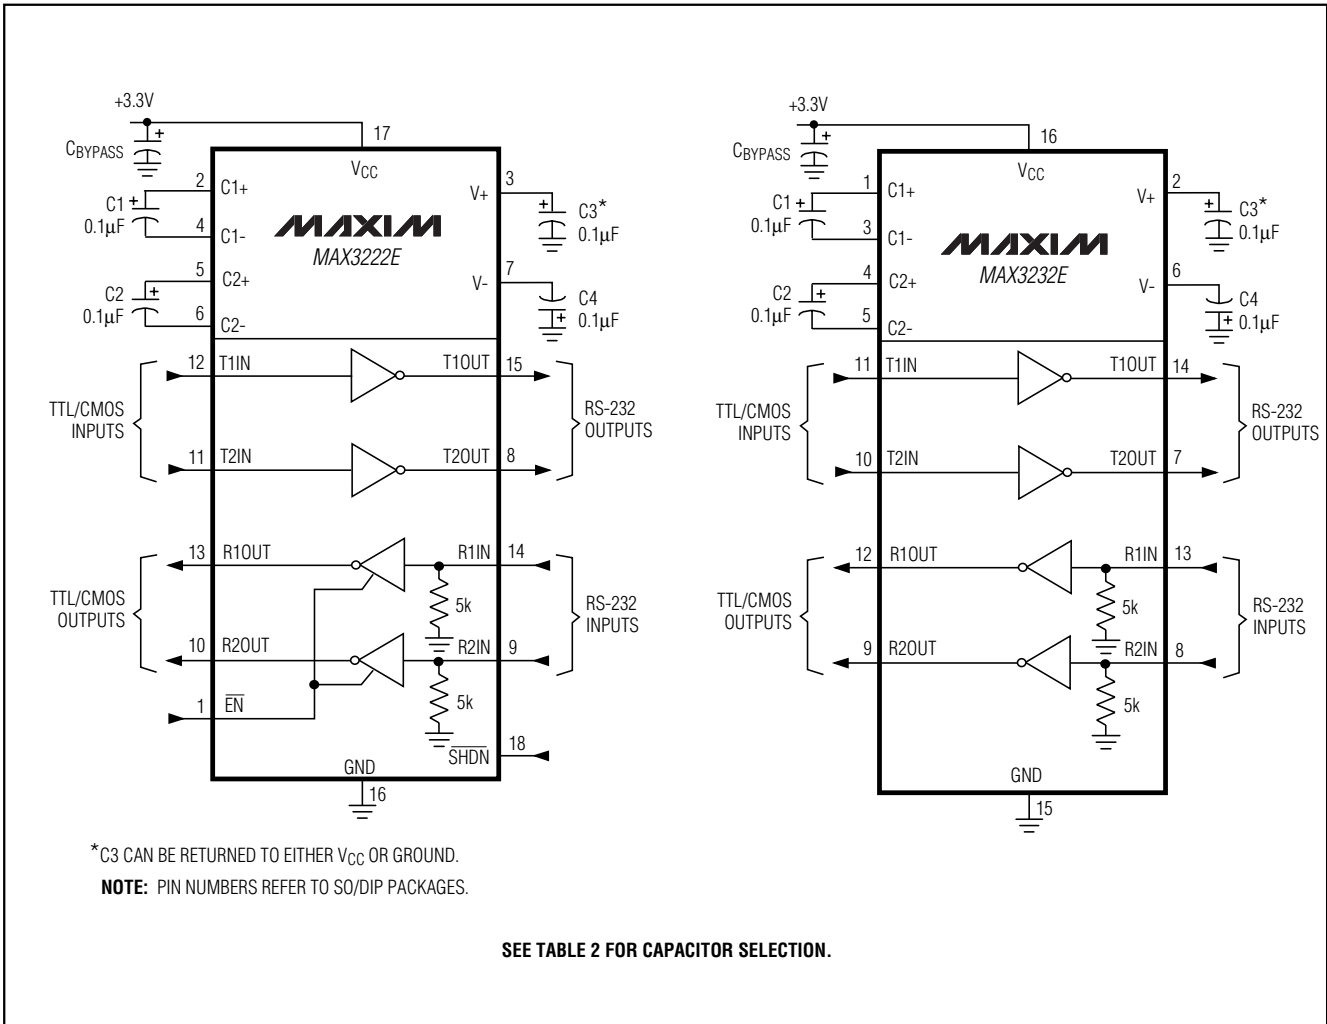 +3.3V
17
CBYPASS
VCC
2
C1+
V+
3
C1
+
0.1μF
4
C1-
C3*
0.1μF
MAXIM
MAX3222E
5
C2+
7
V-
C2
0.1μF
6
C2-
C4
0.1μF
12
T1IN
T1OUT
15
TTL/CMOS
INPUTS
RS-232
OUTPUTS
11
T2IN
T2OUT
8
13
R1OUT
R1IN
14
5k
TTL/CMOS
OUTPUTS
RS-232
INPUTS
10
R2OUT
R2IN
9
5k
1
E̅N̅
S̅H̅D̅N̅
18
GND
16
+3.3V
16
CBYPASS
VCC
1
C1+
V+
2
C1
+
0.1μF
3
C1-
C3*
0.1μF
MAXIM
MAX3232E
4
C2+
6
V-
C2
0.1μF
5
C2-
C4
0.1μF
11
T1IN
T1OUT
14
TTL/CMOS
INPUTS
RS-232
OUTPUTS
10
T2IN
T2OUT
7
12
R1OUT
R1IN
13
5k
TTL/CMOS
OUTPUTS
RS-232
INPUTS
9
R2OUT
R2IN
8
5k
GND
15
*C3 CAN BE RETURNED TO EITHER VCC OR GROUND.
NOTE: PIN NUMBERS REFER TO SO/DIP PACKAGES.
SEE TABLE 2 FOR CAPACITOR SELECTION.